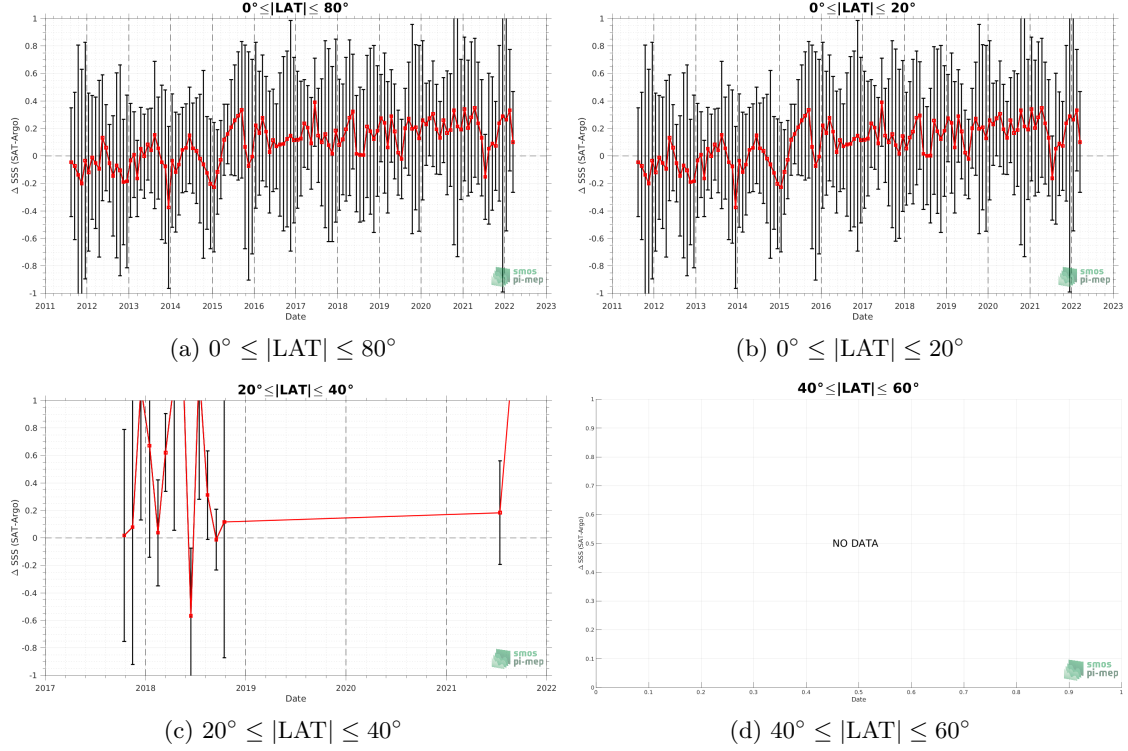 0°≤|LAT|≤ 80°
1
0.8
0.6
0.4
0.2
0
-0.2
-0.4
-0.6
-0.8
-1
Δ SSS (SAT-Argo)
2011 2012 2013 2014 2015 2016 2017 2018 2019 2020 2021 2022 2023
Date
smos
pi-mep
(a) 0° ≤ |LAT| ≤ 80°
0°≤|LAT|≤ 20°
1
0.8
0.6
0.4
0.2
0
-0.2
-0.4
-0.6
-0.8
-1
Δ SSS (SAT-Argo)
2011 2012 2013 2014 2015 2016 2017 2018 2019 2020 2021 2022 2023
Date
smos
pi-mep
(b) 0° ≤ |LAT| ≤ 20°
20°≤|LAT|≤ 40°
1
0.8
0.6
0.4
0.2
0
-0.2
-0.4
-0.6
-0.8
-1
Δ SSS (SAT-Argo)
2017 2018 2019 2020 2021 2022
Date
smos
pi-mep
(c) 20° ≤ |LAT| ≤ 40°
40°≤|LAT|≤ 60°
1
0.9
0.8
0.7
0.6
0.5
0.4
0.3
0.2
0.1
0
Δ SSS (SAT-Argo)
NO DATA
0 0.1 0.2 0.3 0.4 0.5 0.6 0.7 0.8 0.9 1
Date
smos
pi-mep
(d) 40° ≤ |LAT| ≤ 60°